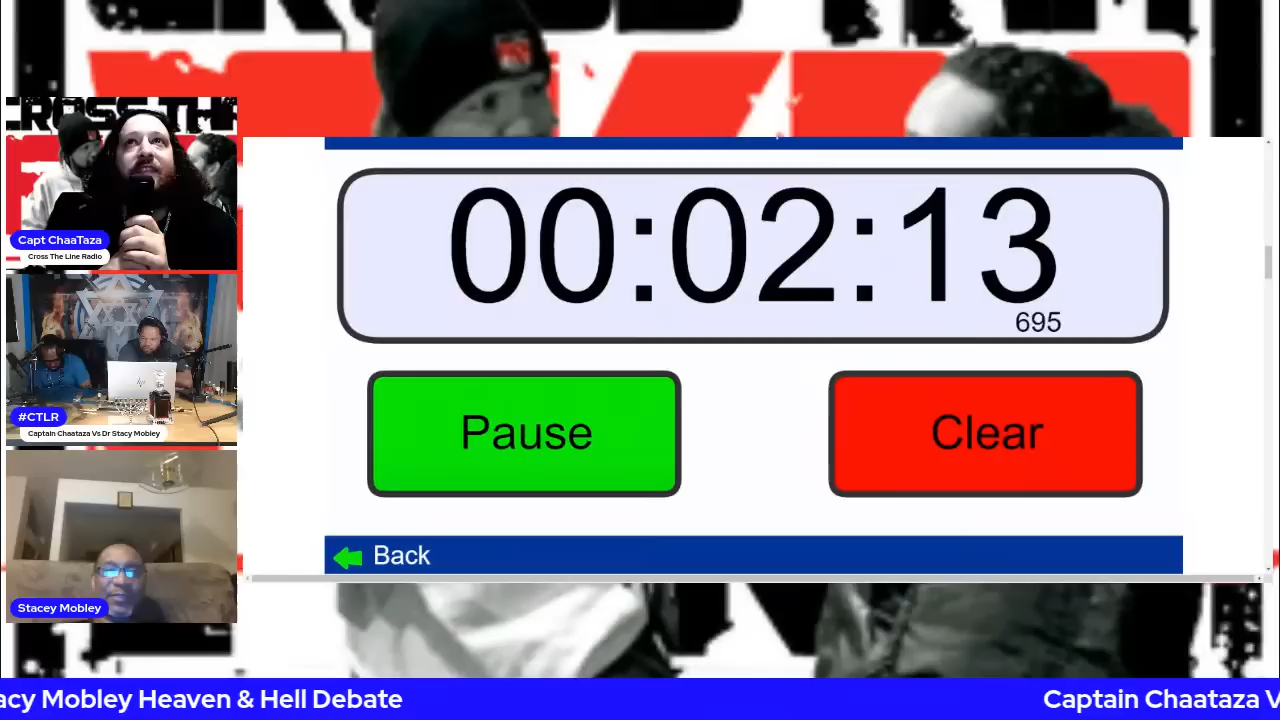 CROSS THE
Capt ChaaTaza
Cross The Line Radio
#CTLR
Captain Chaataza Vs Dr Stacy Mobley
Stacey Mobley
00:02:13
695
Pause
Clear
Back
acy Mobley Heaven & Hell Debate
Captain Chaataza V